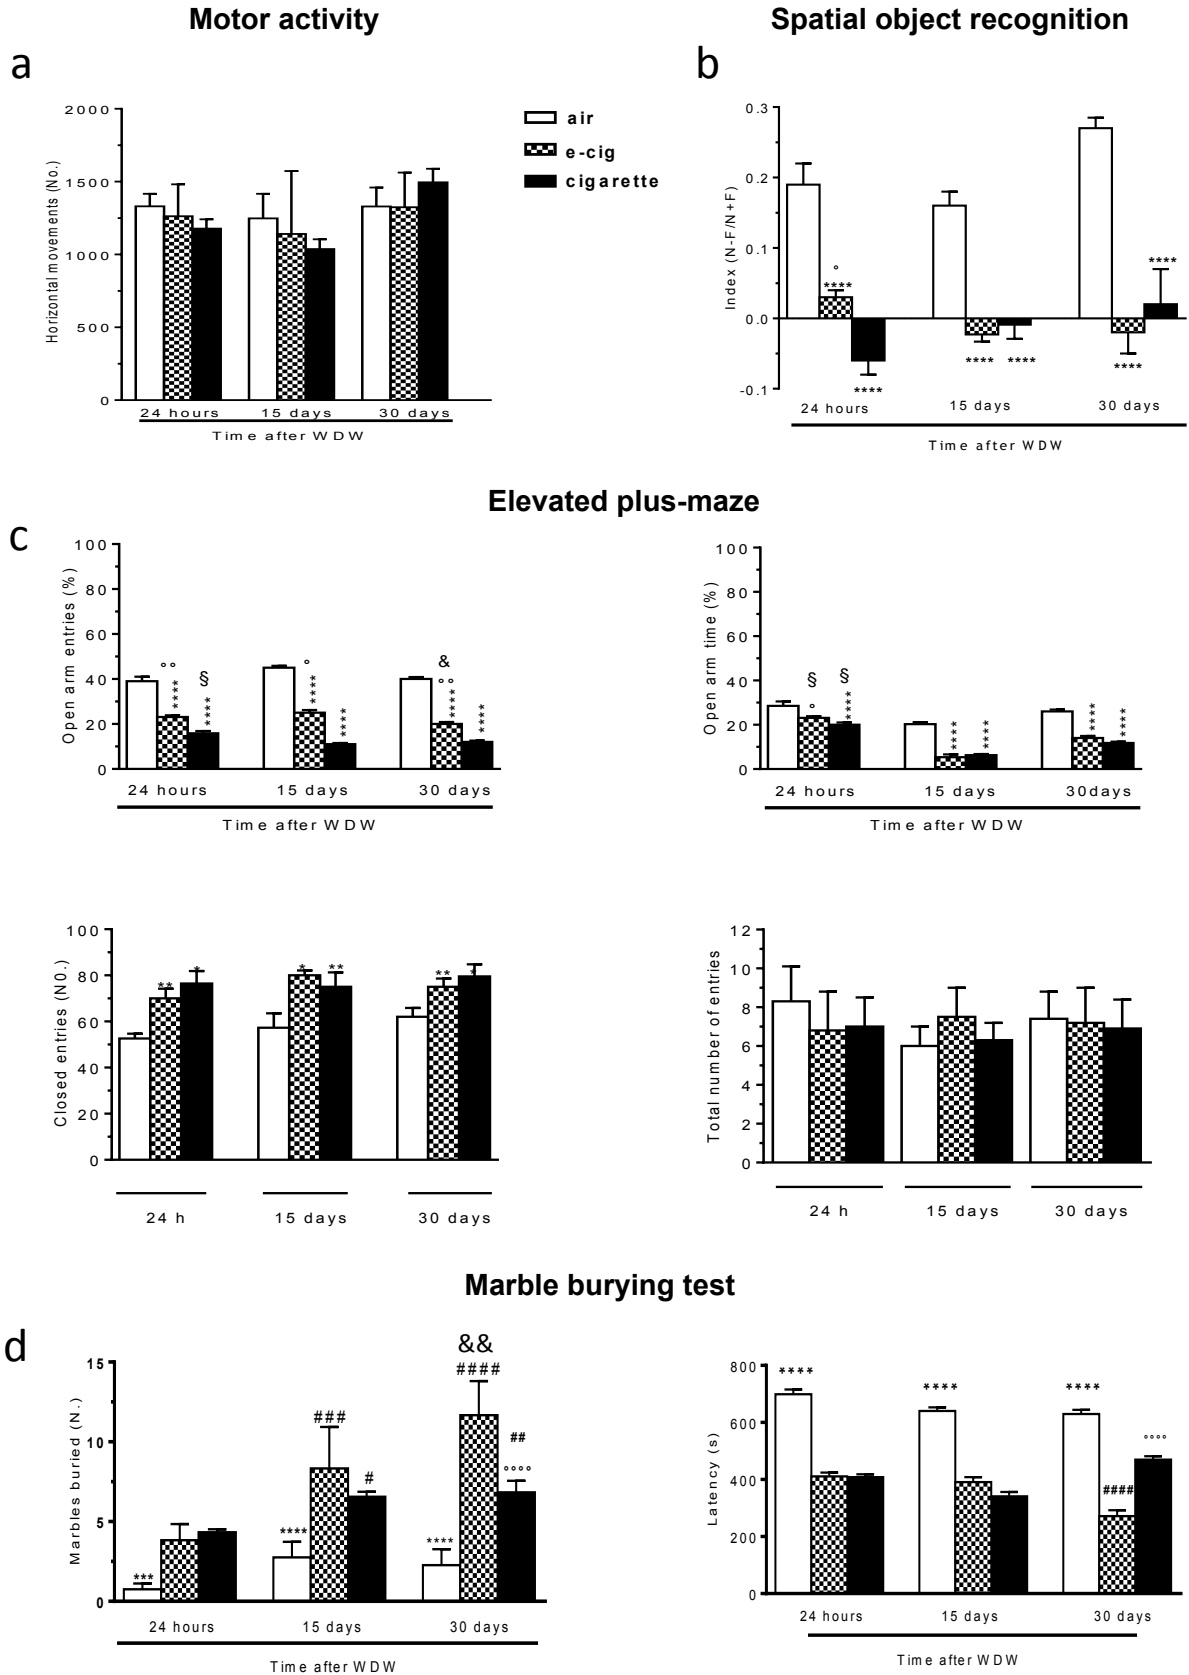 Motor activity
Spatial object recognition
a
b
Horizontal movements (No.)
2000
1500
1000
500
0
24 hours 15 days 30 days
Time after WDW
air
e-cig
cigarette
Index (N-F/N+F)
0.3
0.2
0.1
0.0
-0.1
°
****
****
**** ****
****
****
24 hours 15 days 30 days
Time after WDW
Elevated plus-maze
c
Open arm entries (%)
100
80
60
40
20
0
°°
****
§
****
°
****
****
&
°°
****
****
24 hours 15 days 30 days
Time after WDW
Open arm time (%)
100
80
60
40
20
0
§
°
§
****
****
****
****
****
24 hours 15 days 30days
Time after WDW
Closed entries (N0.)
100
80
60
40
20
0
** * * ** ** *
24 h 15 days 30 days
Total number of entries
12
10
8
6
4
2
0
24 h 15 days 30 days
Marble burying test
d
Marbles buried (N.)
15
10
5
0
***
****
###
#
****
&&
####
##
°°°°
24 hours 15 days 30 days
Time after WDW
Latency (s)
800
600
400
200
0
**** **** ****
####
°°°°
24 hours 15 days 30 days
Time after WDW